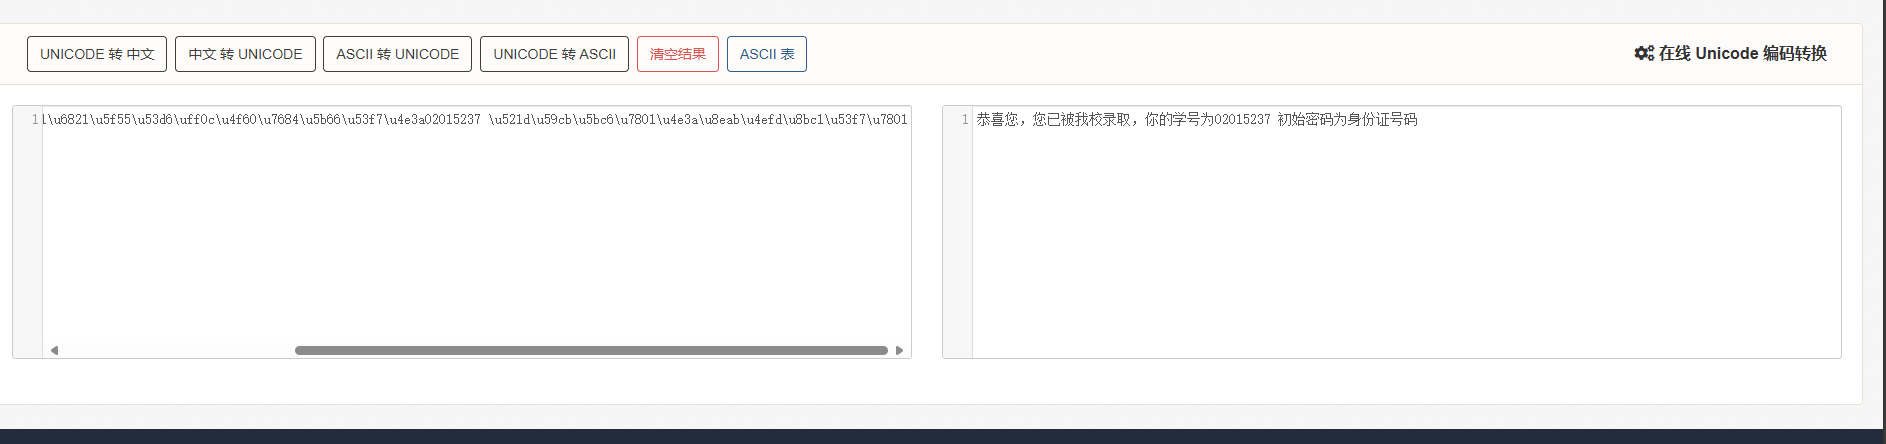 UNICODE 转 中文
中文 转 UNICODE
ASCII 转 UNICODE
UNICODE 转 ASCII
清空结果
ASCII 表
在线 Unicode 编码转换
1
\u6821\u5f55\u53d6\uff0c\u4f60\u7684\u5b66\u53f7\u4e3a02015237 \u521d\u59cb\u5bc6\u7801\u4e3a\u8eab\u4efd\u8bc1\u53f7\u7801
1
恭喜您，您已被我校录取，你的学号为02015237 初始密码为身份证号码